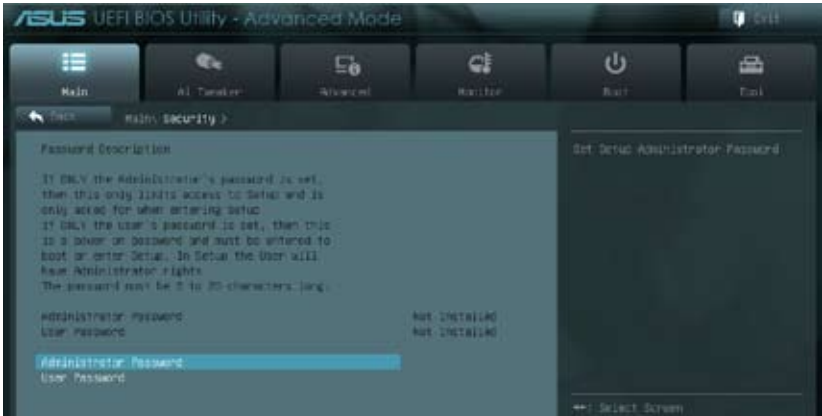 ASUS UEFI BIOS Utility - Advanced Mode
Exit
Main
Ai Tweaker
Advanced
Monitor
Boot
Tool
Back
Main\ Security >
Password Description
If ONLY the Administrator's password is set,
then this only limits access to Setup and is
only asked for when entering Setup
If ONLY the User's password is set, then this
is a power on password and must be entered to
boot or enter Setup. In Setup the User will
have Administrator rights
The password must be 3 to 20 characters long.
Administrator Password Not Installed
User Password Not Installed
Administrator Password
User Password
Set Setup Administrator Password
→←: Select Screen